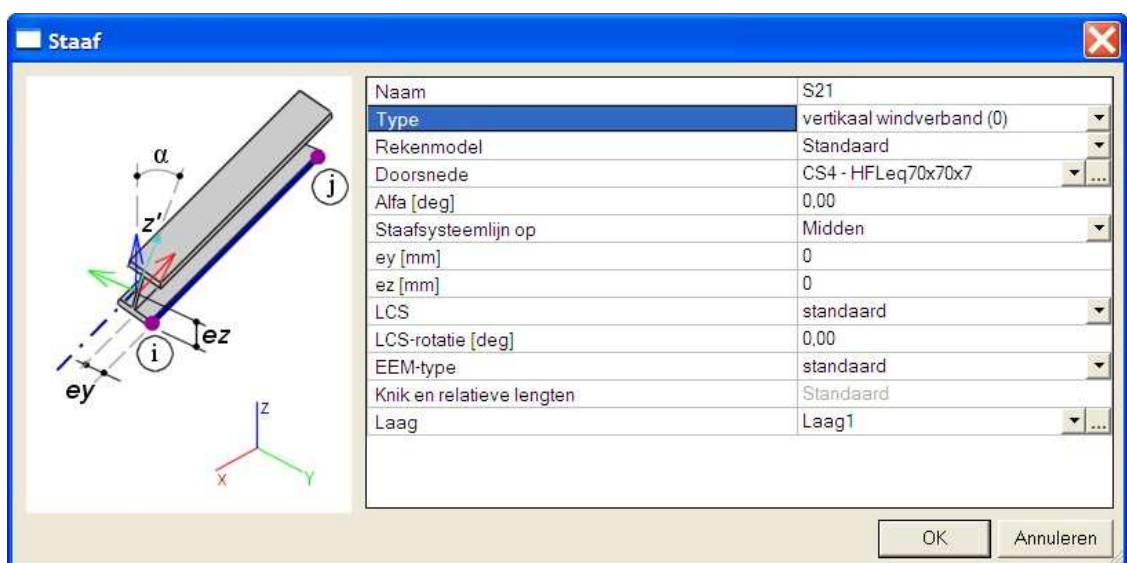 Staaf
α
z'
j
i
ez
ey
Z
X
Y
Naam S21
Type vertikaal windverband (0)
Rekenmodel Standaard
Doorsnede CS4 - HFLeq70x70x7 ...
Alfa [deg] 0,00
Staafsysteemlijn op Midden
ey [mm] 0
ez [mm] 0
LCS standaard
LCS-rotatie [deg] 0,00
EEM-type standaard
Knik en relatieve lengten Standaard
Laag Laag1 ...
OK Annuleren